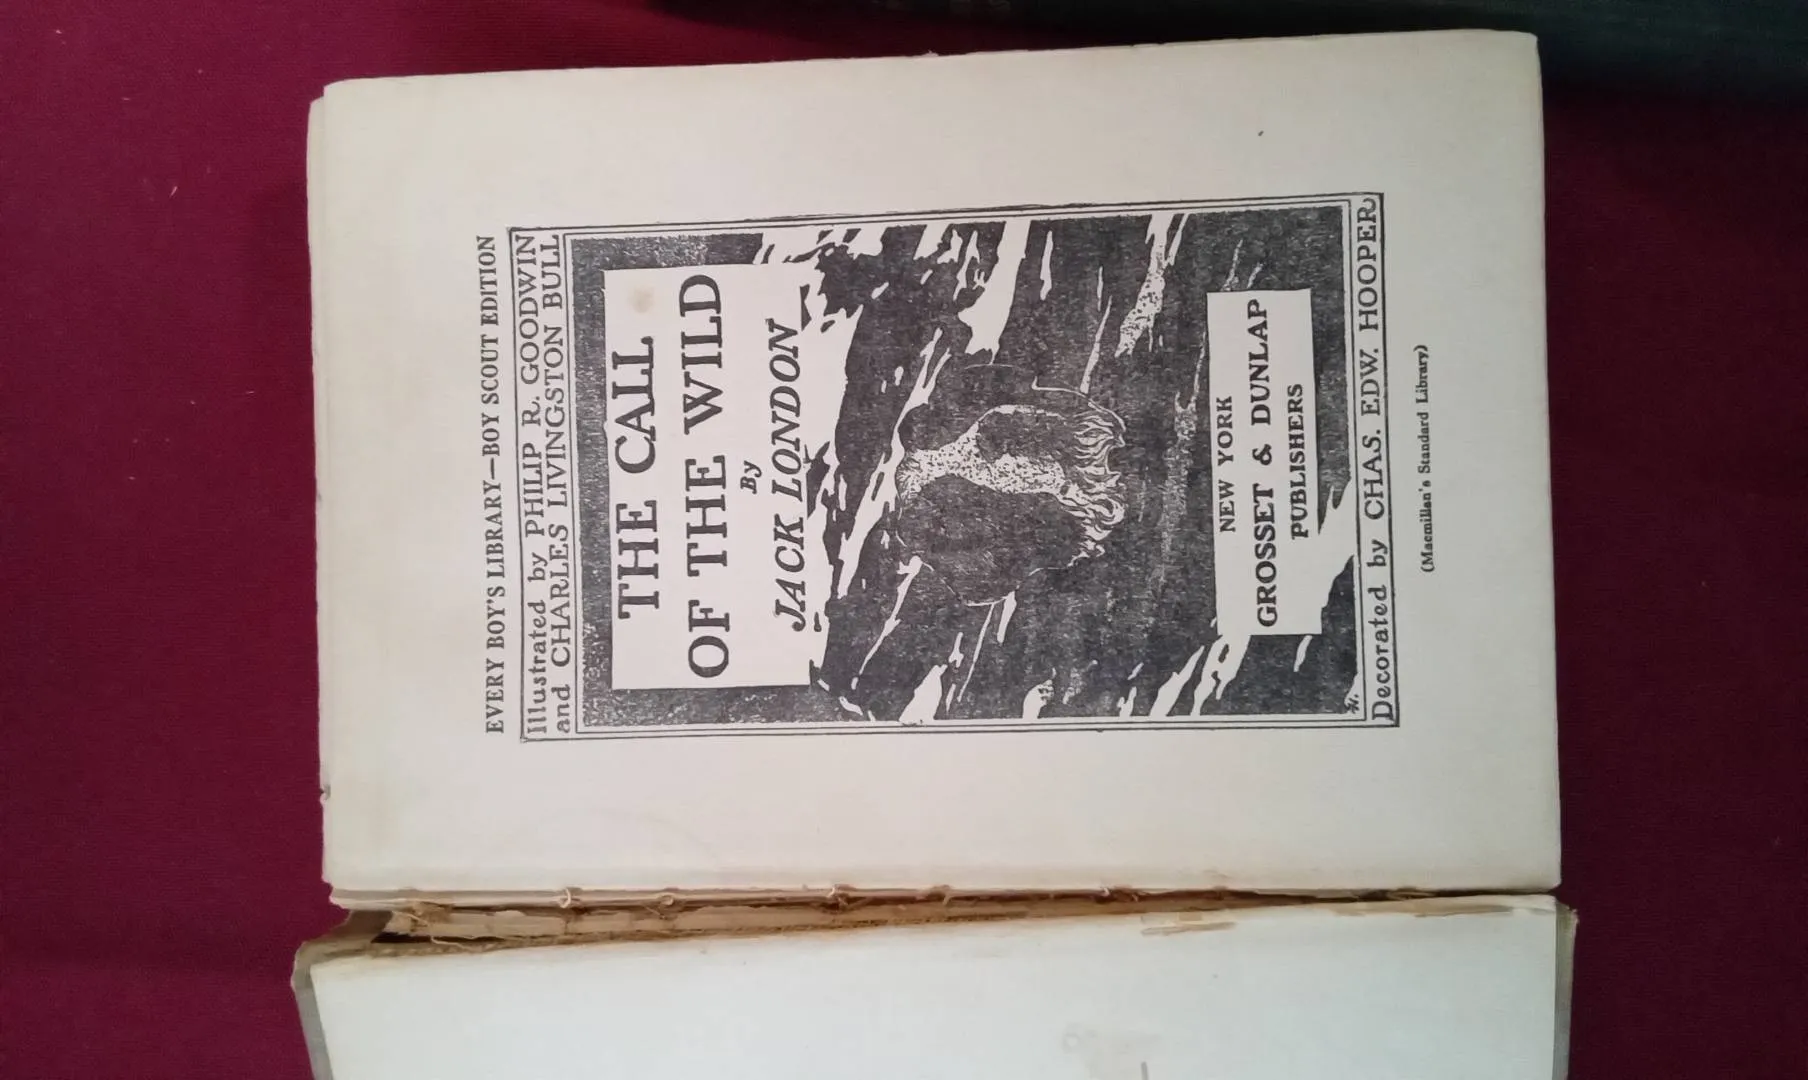 EVERY BOY'S LIBRARY—BOY SCOUT EDITION
Illustrated by PHILIP R. GOODWIN
and CHARLES LIVINGSTON BULL
THE CALL
OF THE WILD
By
JACK LONDON
NEW YORK
GROSSET & DUNLAP
PUBLISHERS
Decorated by CHAS. EDW. HOOPER
(Macmillan's Standard Library)